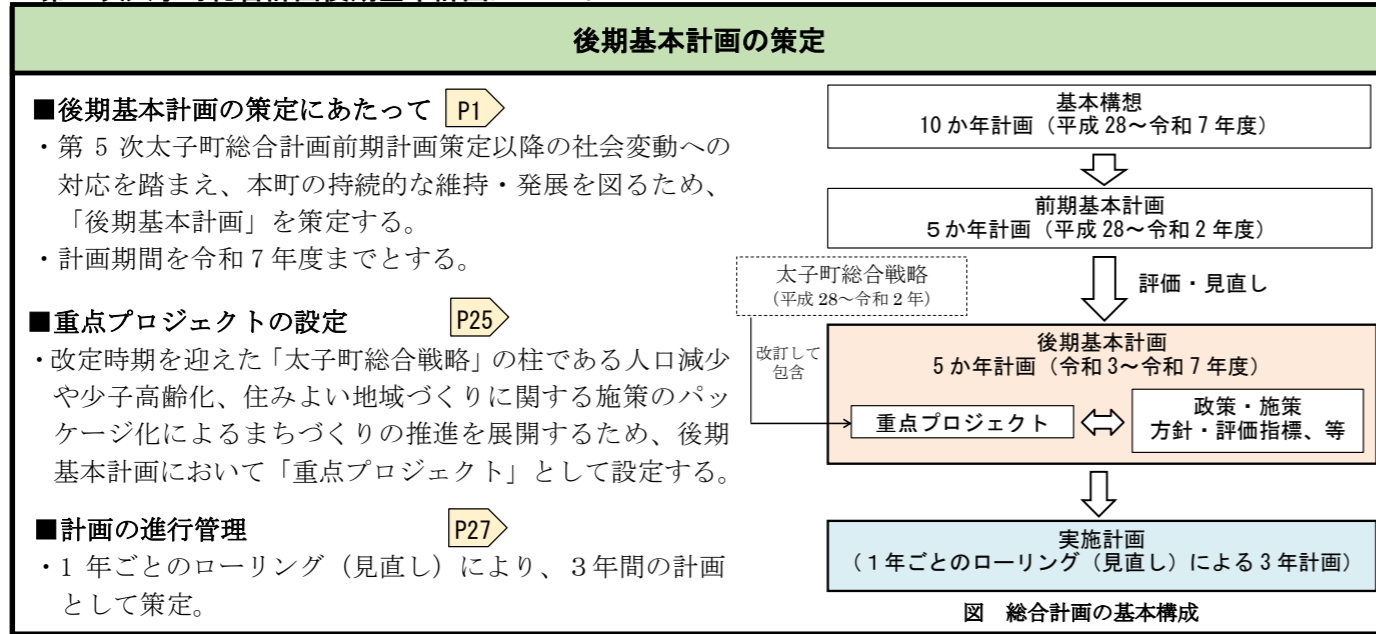 後期基本計画の策定
■後期基本計画の策定にあたって P1
・第 5 次太子町総合計画前期計画策定以降の社会変動への
対応を踏まえ、本町の持続的な維持・発展を図るため、
「後期基本計画」を策定する。
・計画期間を令和 7 年度までとする。
■重点プロジェクトの設定 P25
・改定時期を迎えた「太子町総合戦略」の柱である人口減少
や少子高齢化、住みよい地域づくりに関する施策のパッ
ケージ化によるまちづくりの推進を展開するため、後期
基本計画において「重点プロジェクト」として設定する。
■計画の進行管理 P27
・1 年ごとのローリング（見直し）により、３年間の計画
として策定。
基本構想
10 か年計画（平成 28～令和 7 年度）
前期基本計画
５か年計画（平成 28～令和 2 年度）
太子町総合戦略
（平成 28～令和 2 年）
評価・見直し
改訂して
包含
後期基本計画
5 か年計画（令和 3～令和 7 年度）
重点プロジェクト
政策・施策
方針・評価指標、等
実施計画
（１年ごとのローリング（見直し）による 3 年計画）
図　総合計画の基本構成